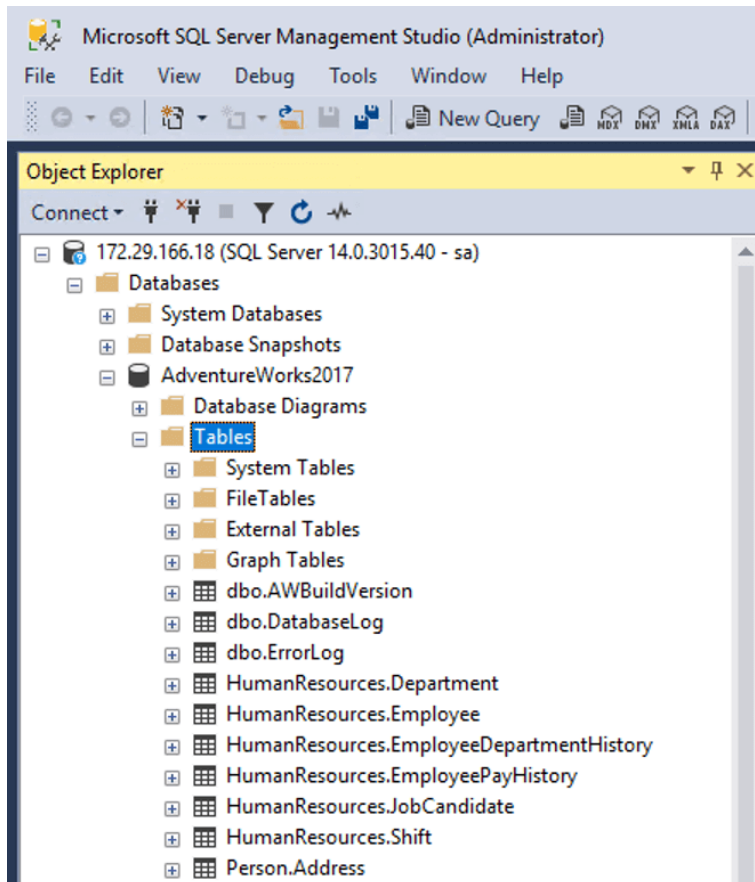 Microsoft SQL Server Management Studio (Administrator)
File Edit View Debug Tools Window Help
New Query MDX DMX XMLA DAX
Object Explorer
Connect
172.29.166.18 (SQL Server 14.0.3015.40 - sa)
Databases
System Databases
Database Snapshots
AdventureWorks2017
Database Diagrams
Tables
System Tables
FileTables
External Tables
Graph Tables
dbo.AWBuildVersion
dbo.DatabaseLog
dbo.ErrorLog
HumanResources.Department
HumanResources.Employee
HumanResources.EmployeeDepartmentHistory
HumanResources.EmployeePayHistory
HumanResources.JobCandidate
HumanResources.Shift
Person.Address